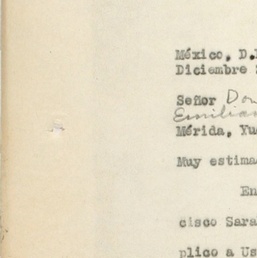 México, D.
Diciembre
Señor Don
Emilian
Mérida, Yu
Muy estima
En
cisco Sara
plico a Us